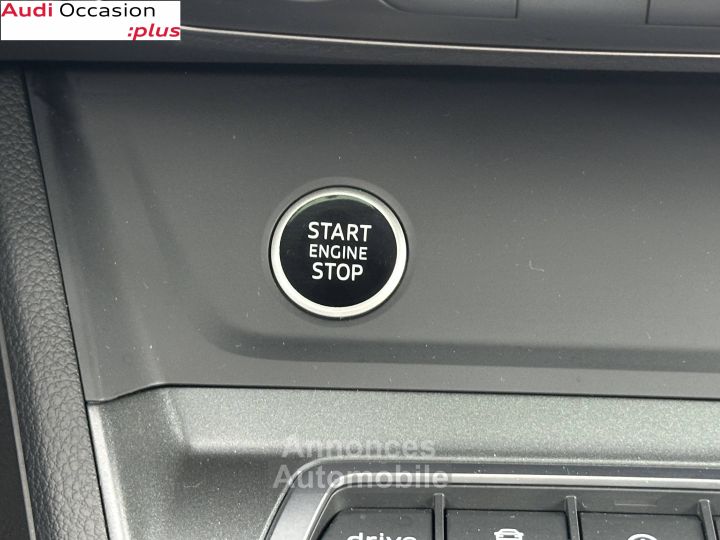 Audi Occasion
:plus
START
ENGINE
STOP
Annonces
Automobile
drive